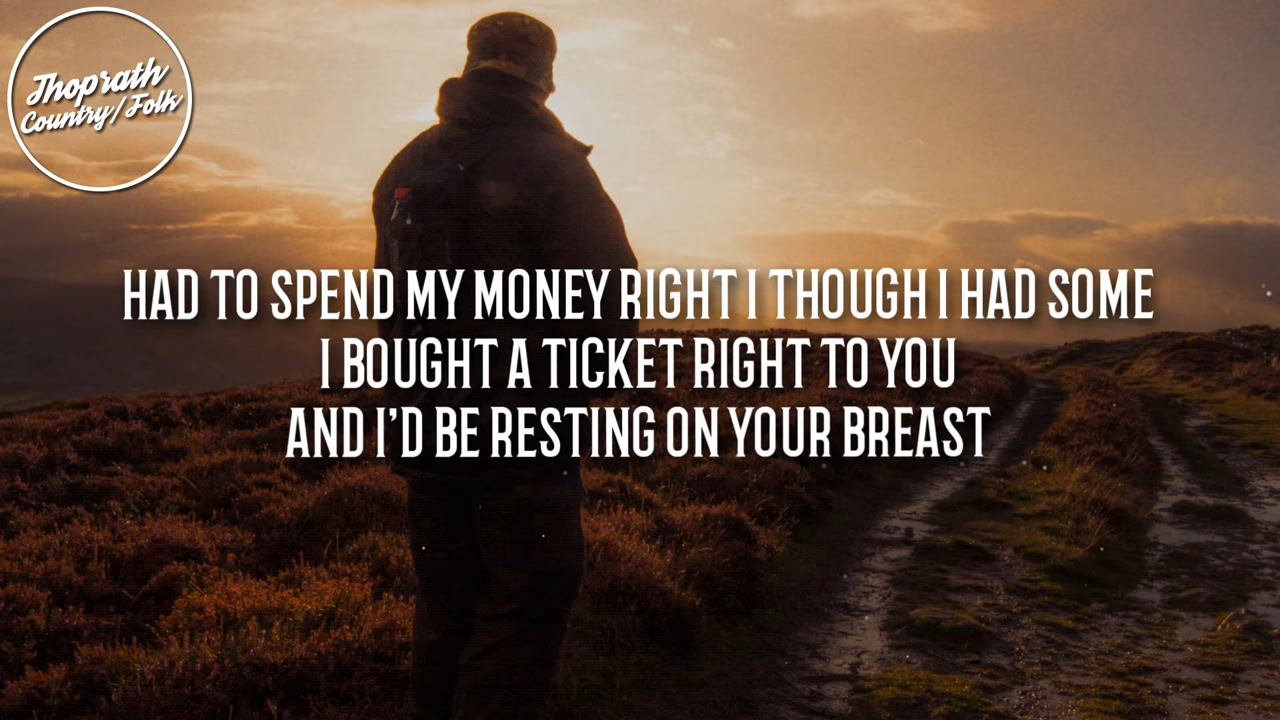 Jhoprath
Country/Folk
HAD TO SPEND MY MONEY RIGHT I THOUGH I HAD SOME
I BOUGHT A TICKET RIGHT TO YOU
AND I'D BE RESTING ON YOUR BREAST